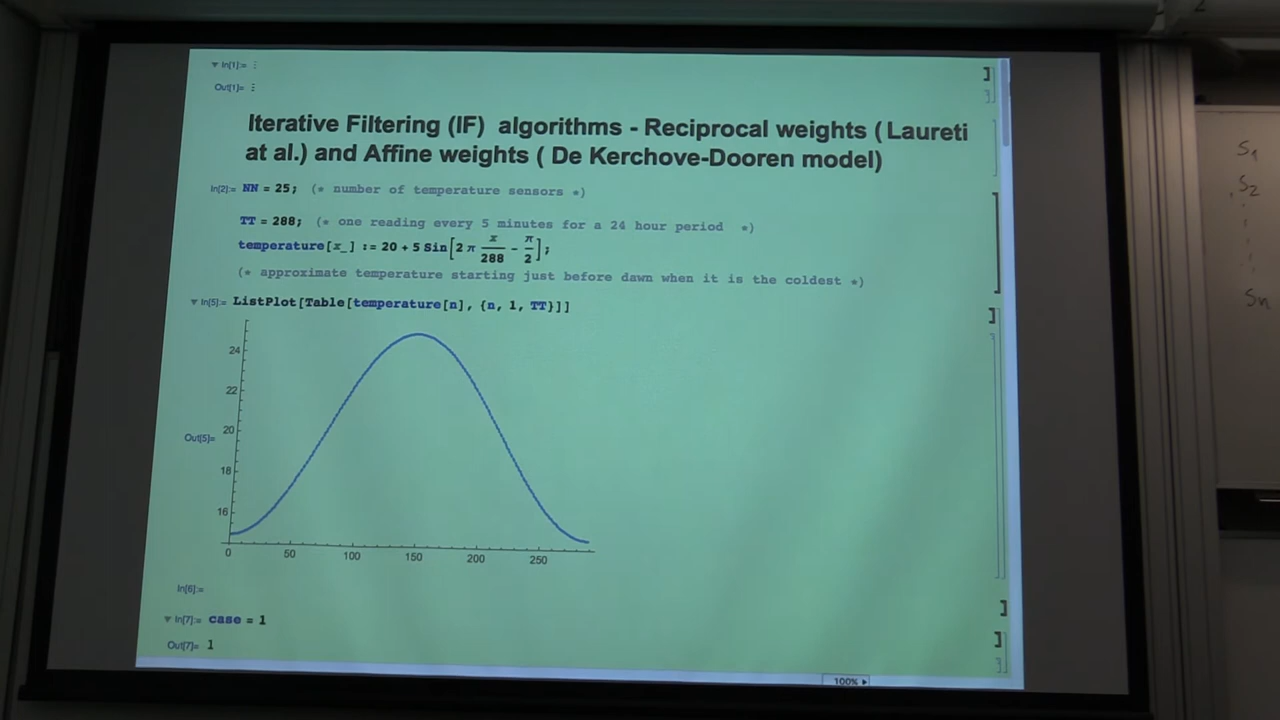 In[1]:= ⋮
Out[1]= ⋮
Iterative Filtering (IF) algorithms - Reciprocal weights ( Laureti
at al.) and Affine weights ( De Kerchove-Dooren model)
In[2]:= NN = 25; (* number of temperature sensors *)
TT = 288; (* one reading every 5 minutes for a 24 hour period *)
temperature[x_] := 20 + 5 Sin[2 π x/288 - π/2];
(* approximate temperature starting just before dawn when it is the coldest *)
In[5]:= ListPlot[Table[temperature[n], {n, 1, TT}]]
24
22
Out[5]= 20
18
16
0 50 100 150 200 250
In[6]:=
In[7]:= case = 1
Out[7]= 1
100%
S1
S2
Sn